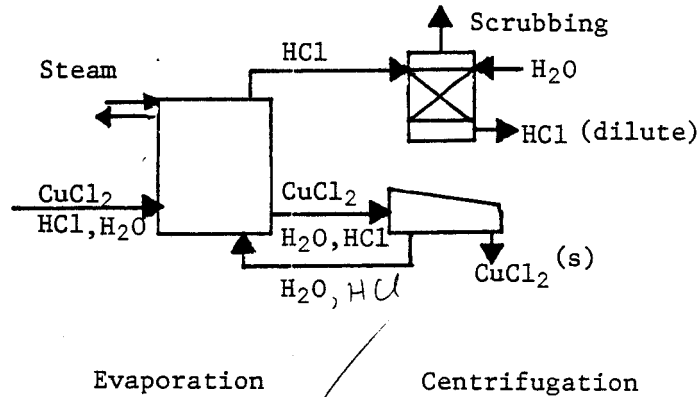 Scrubbing
HCl
Steam
H₂O
HCl (dilute)
CuCl₂
HCl,H₂O
CuCl₂
H₂O,HCl
CuCl₂(s)
H₂O, HCl
Evaporation
Centrifugation